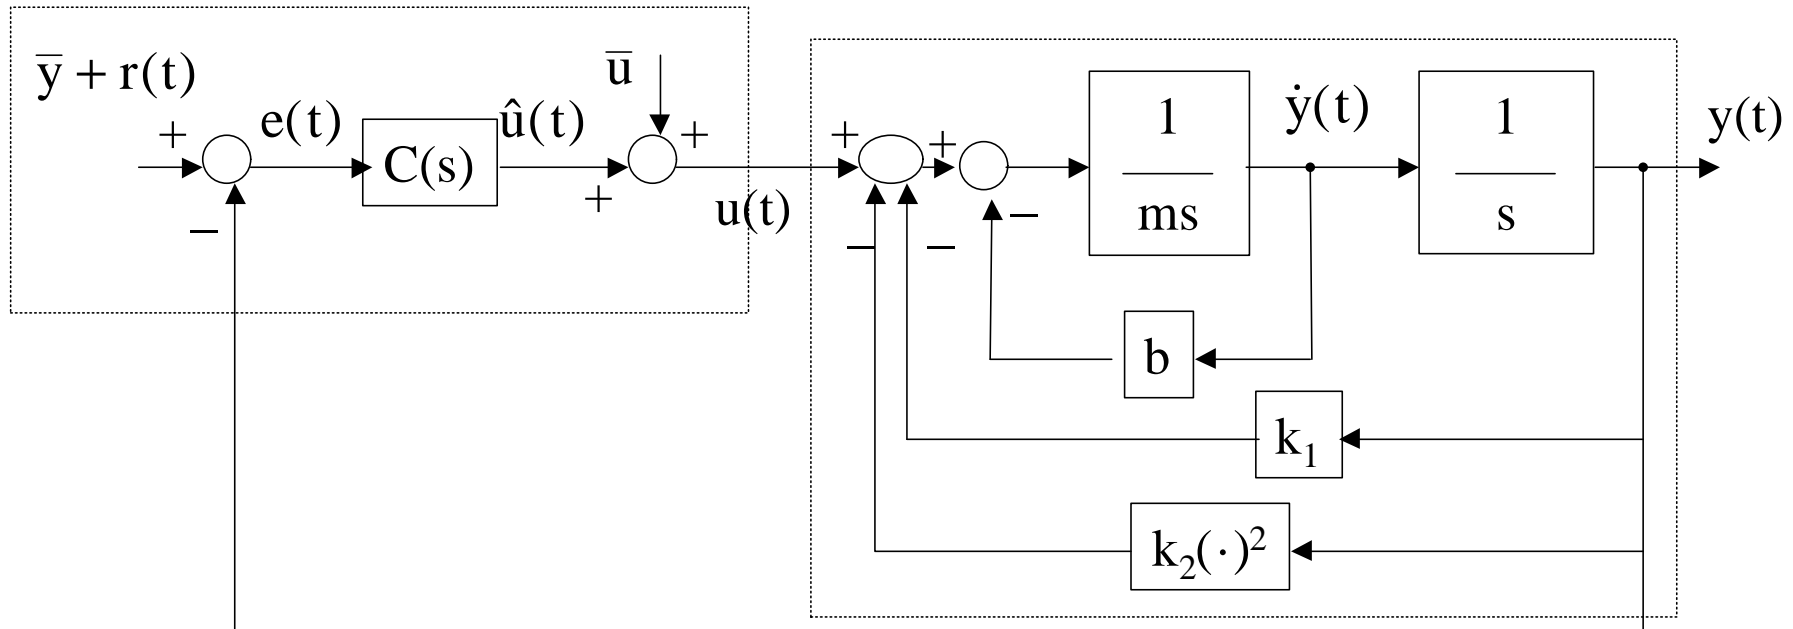 y̅ + r(t)
+
e(t)
−
C(s)
û(t)
+
u̅
+
u(t)
+
−
−
+
−
1
ms
ẏ(t)
1
s
y(t)
b
k₁
k₂(·)²